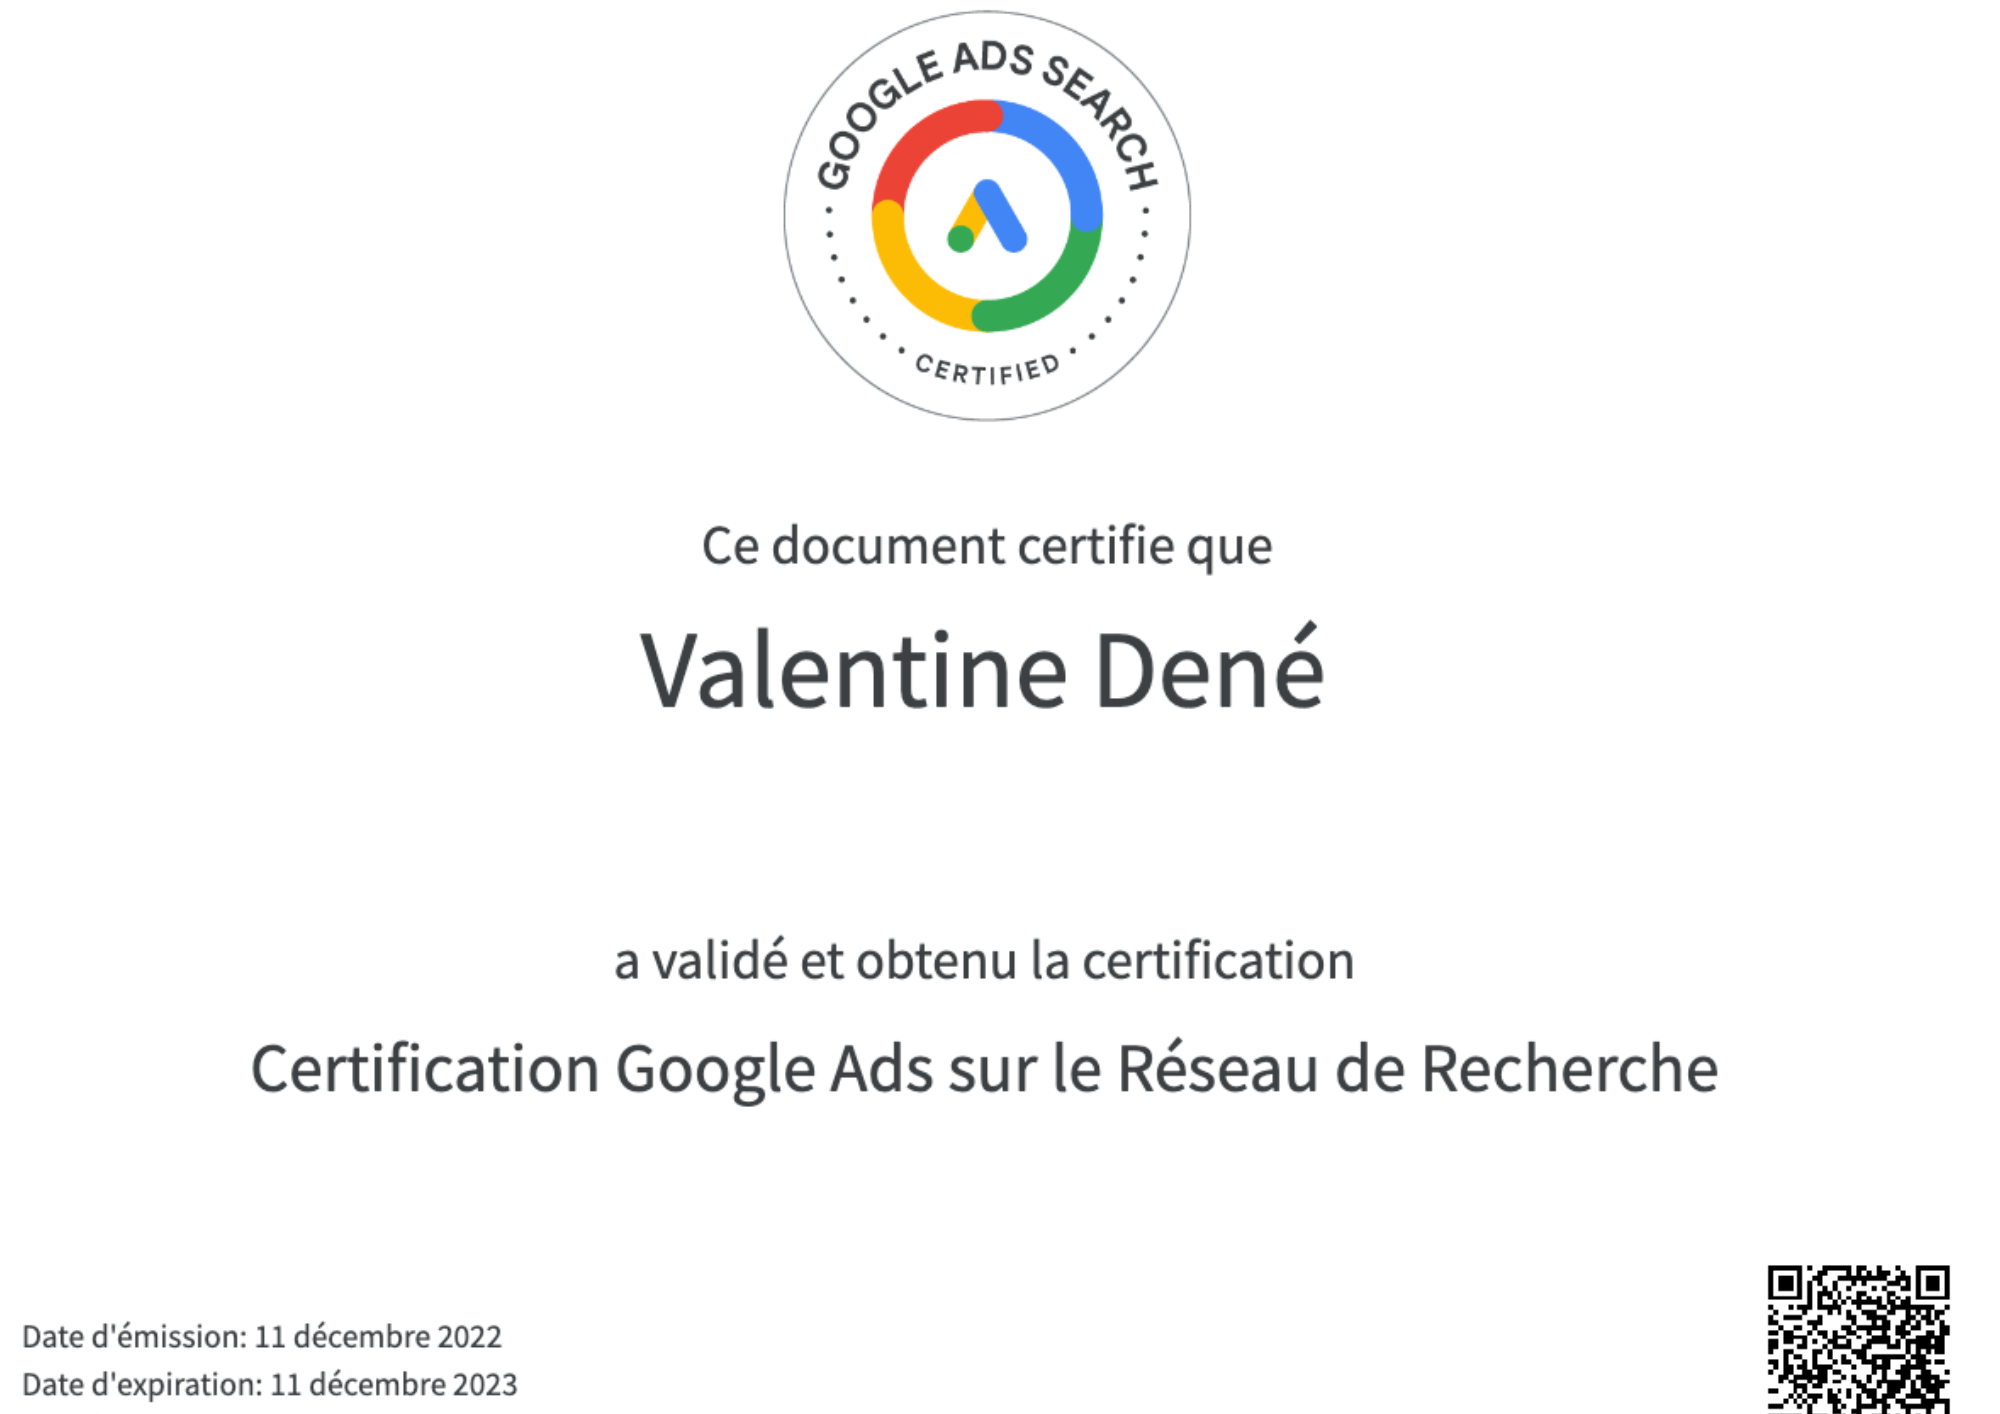 GOOGLE ADS SEARCH
CERTIFIED
Ce document certifie que
Valentine Dené
a validé et obtenu la certification
Certification Google Ads sur le Réseau de Recherche
Date d'émission: 11 décembre 2022
Date d'expiration: 11 décembre 2023